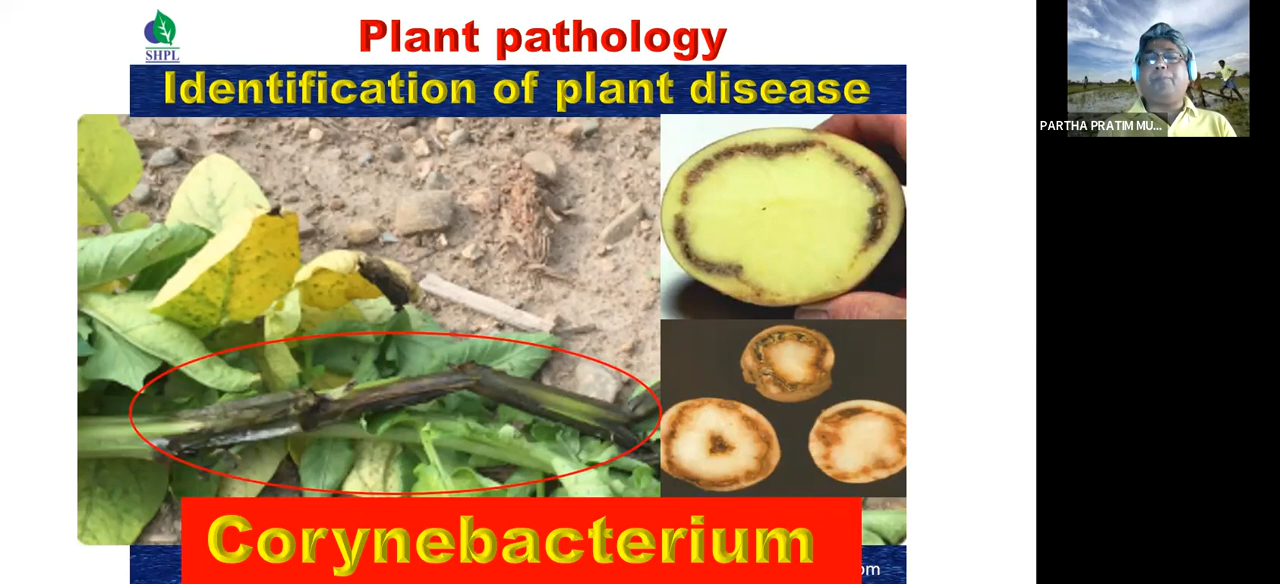 Plant pathology
SHPL
Identification of plant disease
PARTHA PRATIM MU...
Corynebacterium
om